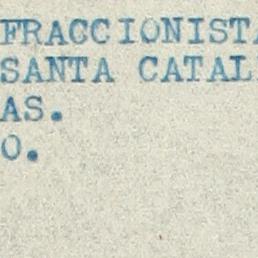 FRACCIONISTA
SANTA CATAL
AS.
O.